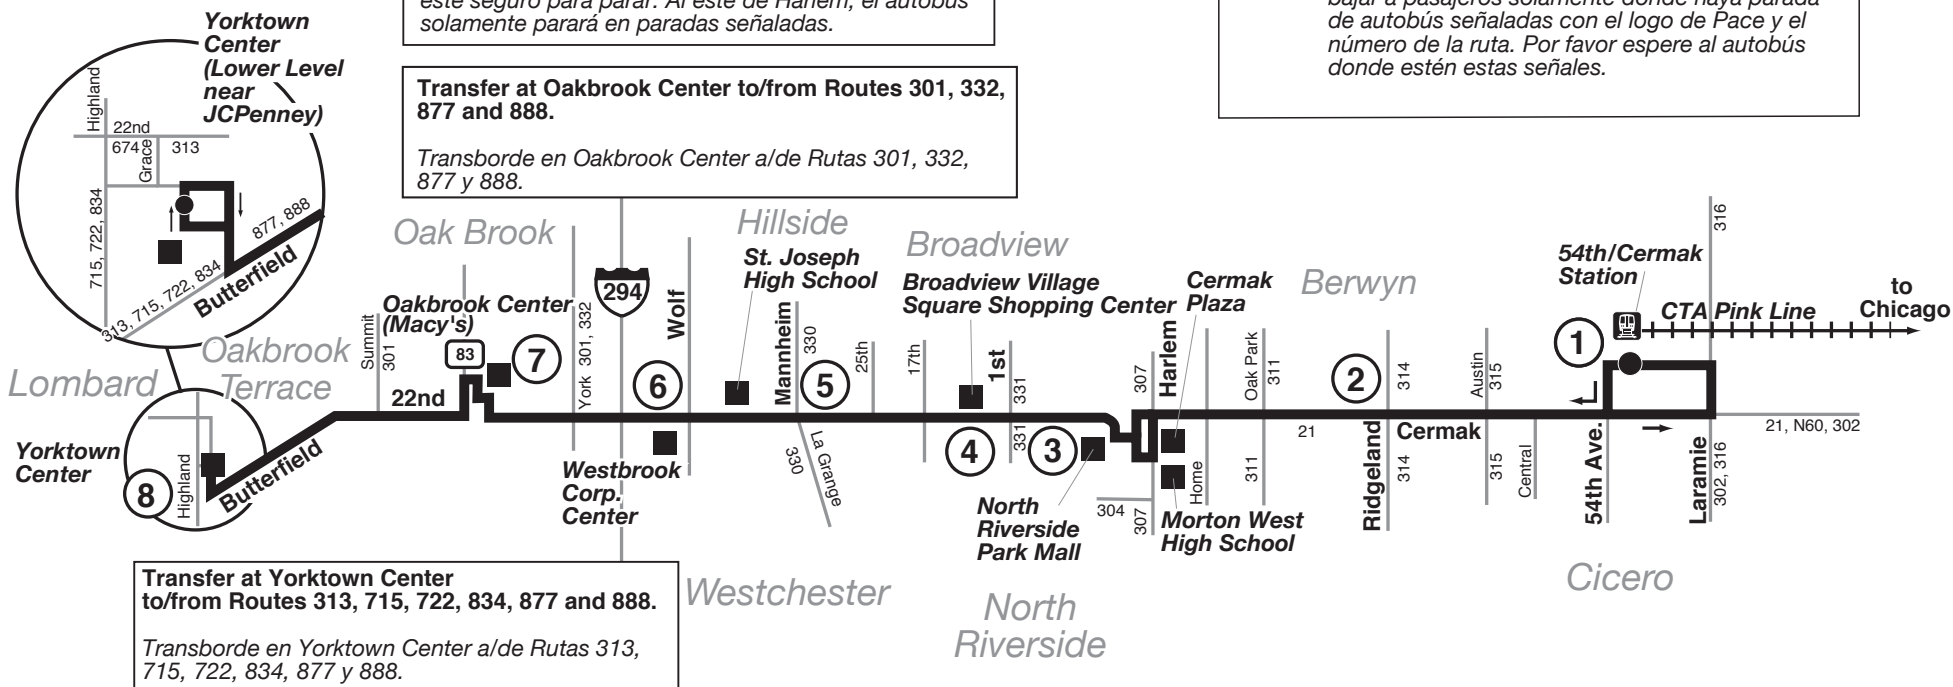 esté seguro para parar. Al este de Harlem, el autobús
solamente parará en paradas señaladas.
bajar a pasajeros solamente donde haya parada
de autobús señaladas con el logo de Pace y el
número de la ruta. Por favor espere al autobús
donde estén estas señales.
Yorktown
Center
(Lower Level
near
JCPenney)
Highland
22nd
674
Grace
313
715, 722, 834
877, 888
313, 715, 722, 834
Butterfield
Transfer at Oakbrook Center to/from Routes 301, 332,
877 and 888.
Transborde en Oakbrook Center a/de Rutas 301, 332,
877 y 888.
Oak Brook
Hillside
Broadview
Berwyn
Oakbrook
Terrace
Lombard
Yorktown
Center
8
Highland
Butterfield
Summit
301
22nd
Oakbrook Center
(Macy's)
83
7
York 301, 332
294
Wolf
6
Westbrook
Corp.
Center
St. Joseph
High School
Mannheim
330
5
330
La Grange
25th
17th
Broadview Village
Square Shopping Center
1st
331
331
4
3
North
Riverside
Park Mall
Cermak
Plaza
307
Harlem
304
307
Morton West
High School
Home
Oak Park
311
311
21
2
314
Ridgeland
314
Cermak
Austin
315
315
Central
54th/Cermak
Station
1
CTA Pink Line
to
Chicago
316
54th Ave.
Laramie
302, 316
21, N60, 302
Westchester
North
Riverside
Cicero
Transfer at Yorktown Center
to/from Routes 313, 715, 722, 834, 877 and 888.
Transborde en Yorktown Center a/de Rutas 313,
715, 722, 834, 877 y 888.